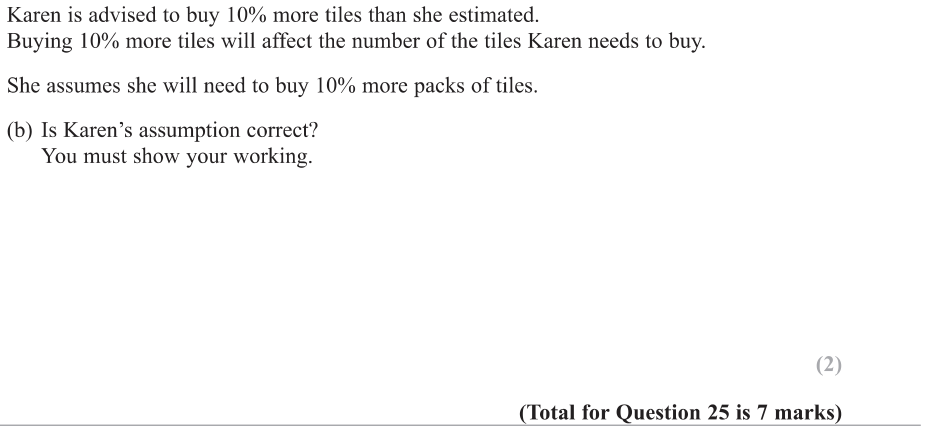 Karen is advised to buy 10% more tiles than she estimated.
Buying 10% more tiles will affect the number of the tiles Karen needs to buy.
She assumes she will need to buy 10% more packs of tiles.
(b) Is Karen’s assumption correct?
You must show your working.
(2)
(Total for Question 25 is 7 marks)